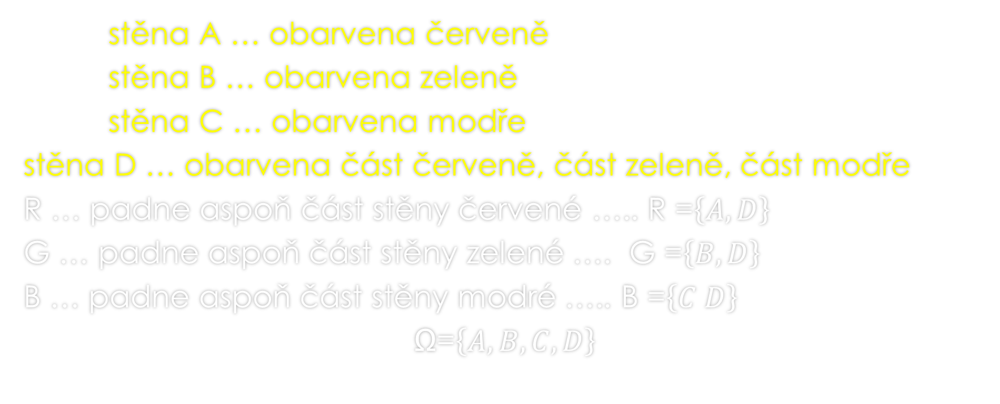 stěna A … obarvena červeně
stěna B … obarvena zeleně
stěna C … obarvena modře
stěna D … obarvena část červeně, část zeleně, část modře
R … padne aspoň část stěny červené ….. R ={A, D}
G … padne aspoň část stěny zelené …. G ={B, D}
B … padne aspoň část stěny modré ….. B ={C D}
Ω={A, B, C, D}